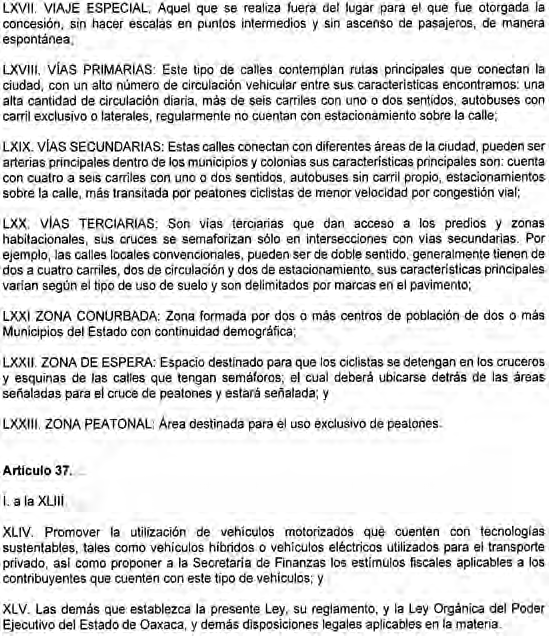 LXVII. VIAJE ESPECIAL. Aquel que se realiza fuera del lugar para el que fue otorgada la
concesión, sin hacer escalas en puntos intermedios y sin ascenso de pasajeros, de manera
espontánea;
LXVIII. VÍAS PRIMARIAS: Este tipo de calles contemplan rutas principales que conectan la
ciudad, con un alto número de circulación vehicular entre sus características encontramos: una
alta cantidad de circulación diaria, más de seis carriles con uno o dos sentidos, autobuses con
carril exclusivo o laterales, regularmente no cuentan con estacionamiento sobre la calle;
LXIX. VÍAS SECUNDARIAS: Estas calles conectan con diferentes áreas de la ciudad, pueden ser
arterias principales dentro de los municipios y colonias sus características principales son: cuenta
con cuatro a seis carriles con uno o dos sentidos, autobuses sin carril propio, estacionamientos
sobre la calle, más transitada por peatones ciclistas de menor velocidad por congestión vial;
LXX. VÍAS TERCIARIAS: Son vías terciarias que dan acceso a los predios y zonas
habitacionales, sus cruces se semaforizan sólo en intersecciones con vías secundarias. Por
ejemplo, las calles locales convencionales, pueden ser de doble sentido, generalmente tienen de
dos a cuatro carriles, dos de circulación y dos de estacionamiento, sus características principales
varían según el tipo de uso de suelo y son delimitados por marcas en el pavimento;
LXXI ZONA CONURBADA: Zona formada por dos o más centros de población de dos o más
Municipios del Estado con continuidad demográfica;
LXXII. ZONA DE ESPERA: Espacio destinado para que los ciclistas se detengan en los cruceros
y esquinas de las calles que tengan semáforos; el cual deberá ubicarse detrás de las áreas
señaladas para el cruce de peatones y estará señalada; y
LXXIII. ZONA PEATONAL: Área destinada para el uso exclusivo de peatones.
Artículo 37. ...
I. a la XLIII.
XLIV. Promover la utilización de vehículos motorizados que cuenten con tecnologías
sustentables, tales como vehículos híbridos o vehículos eléctricos utilizados para el transporte
privado, así como proponer a la Secretaría de Finanzas los estímulos fiscales aplicables a los
contribuyentes que cuenten con este tipo de vehículos; y
XLV. Las demás que establezca la presente Ley, su reglamento, y la Ley Orgánica del Poder
Ejecutivo del Estado de Oaxaca, y demás disposiciones legales aplicables en la materia.